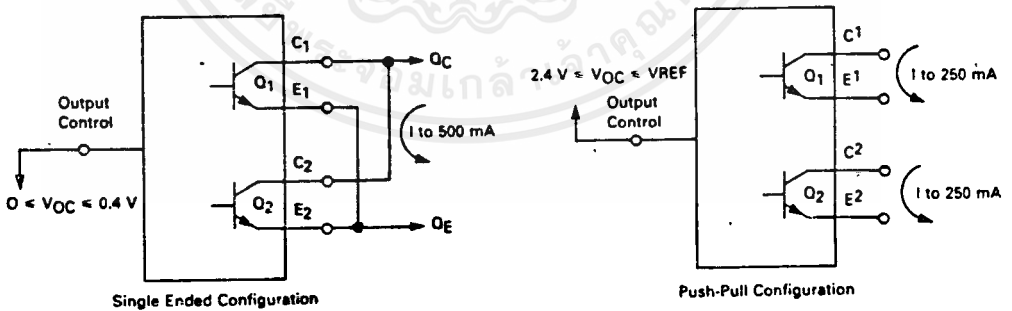 C1
Q1
E1
QC
Output
Control
I to 500 mA
C2
O ≤ VOC ≤ 0.4 V
Q2
E2
QE
Single Ended Configuration
2.4 V ≤ VOC ≤ VREF
Output
Control
C1
Q1
E1
I to 250 mA
C2
Q2
E2
I to 250 mA
Push-Pull Configuration